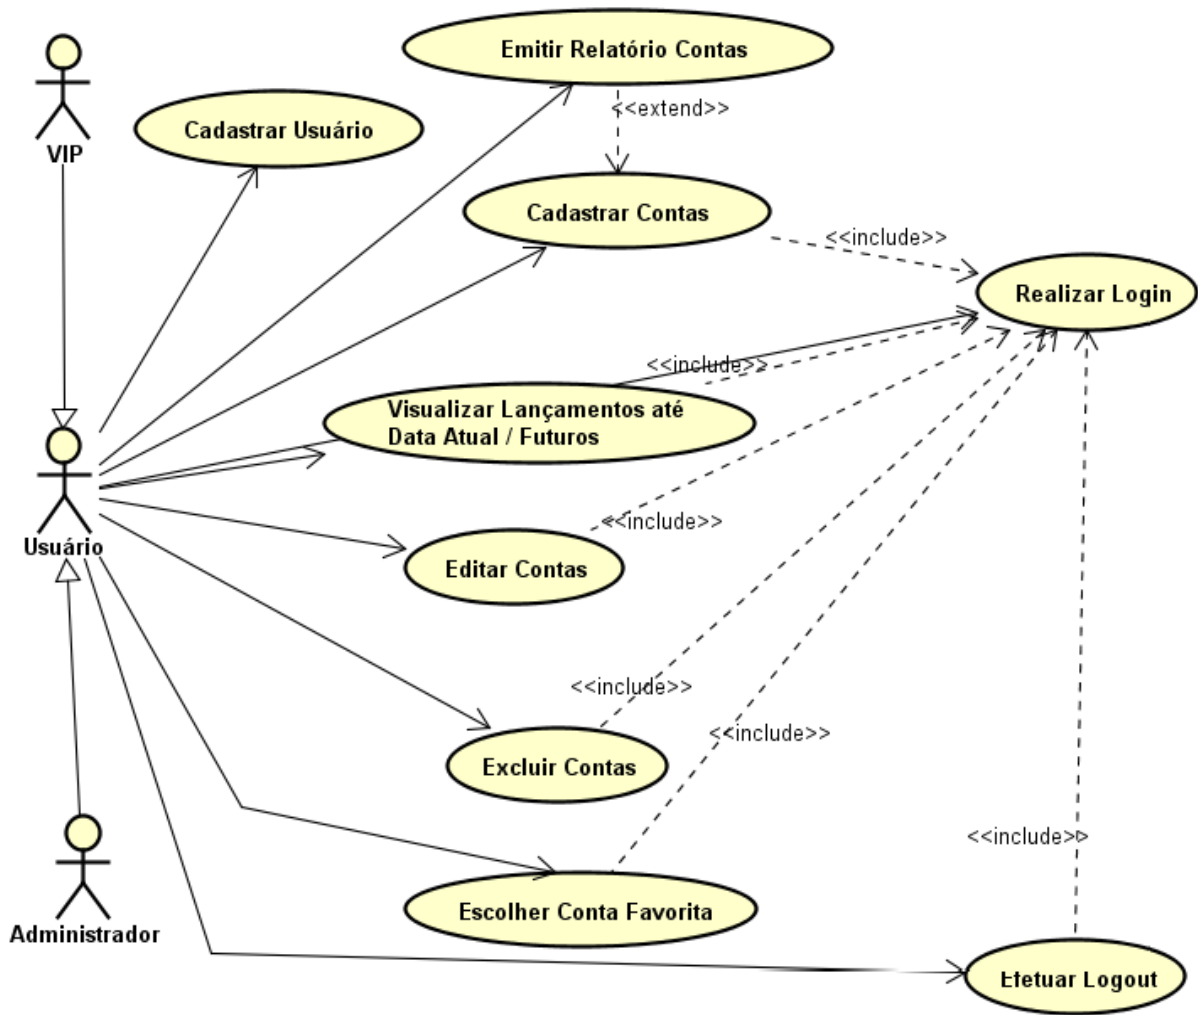 Emitir Relatório Contas
<<extend>>
Cadastrar Usuário
VIP
Cadastrar Contas
<<include>>
Realizar Login
<<include>>
Visualizar Lançamentos até
Data Atual / Futuros
<<include>>
Usuário
Editar Contas
<<include>>
<<include>>
Excluir Contas
<<include>>
Escolher Conta Favorita
Administrador
Efetuar Logout